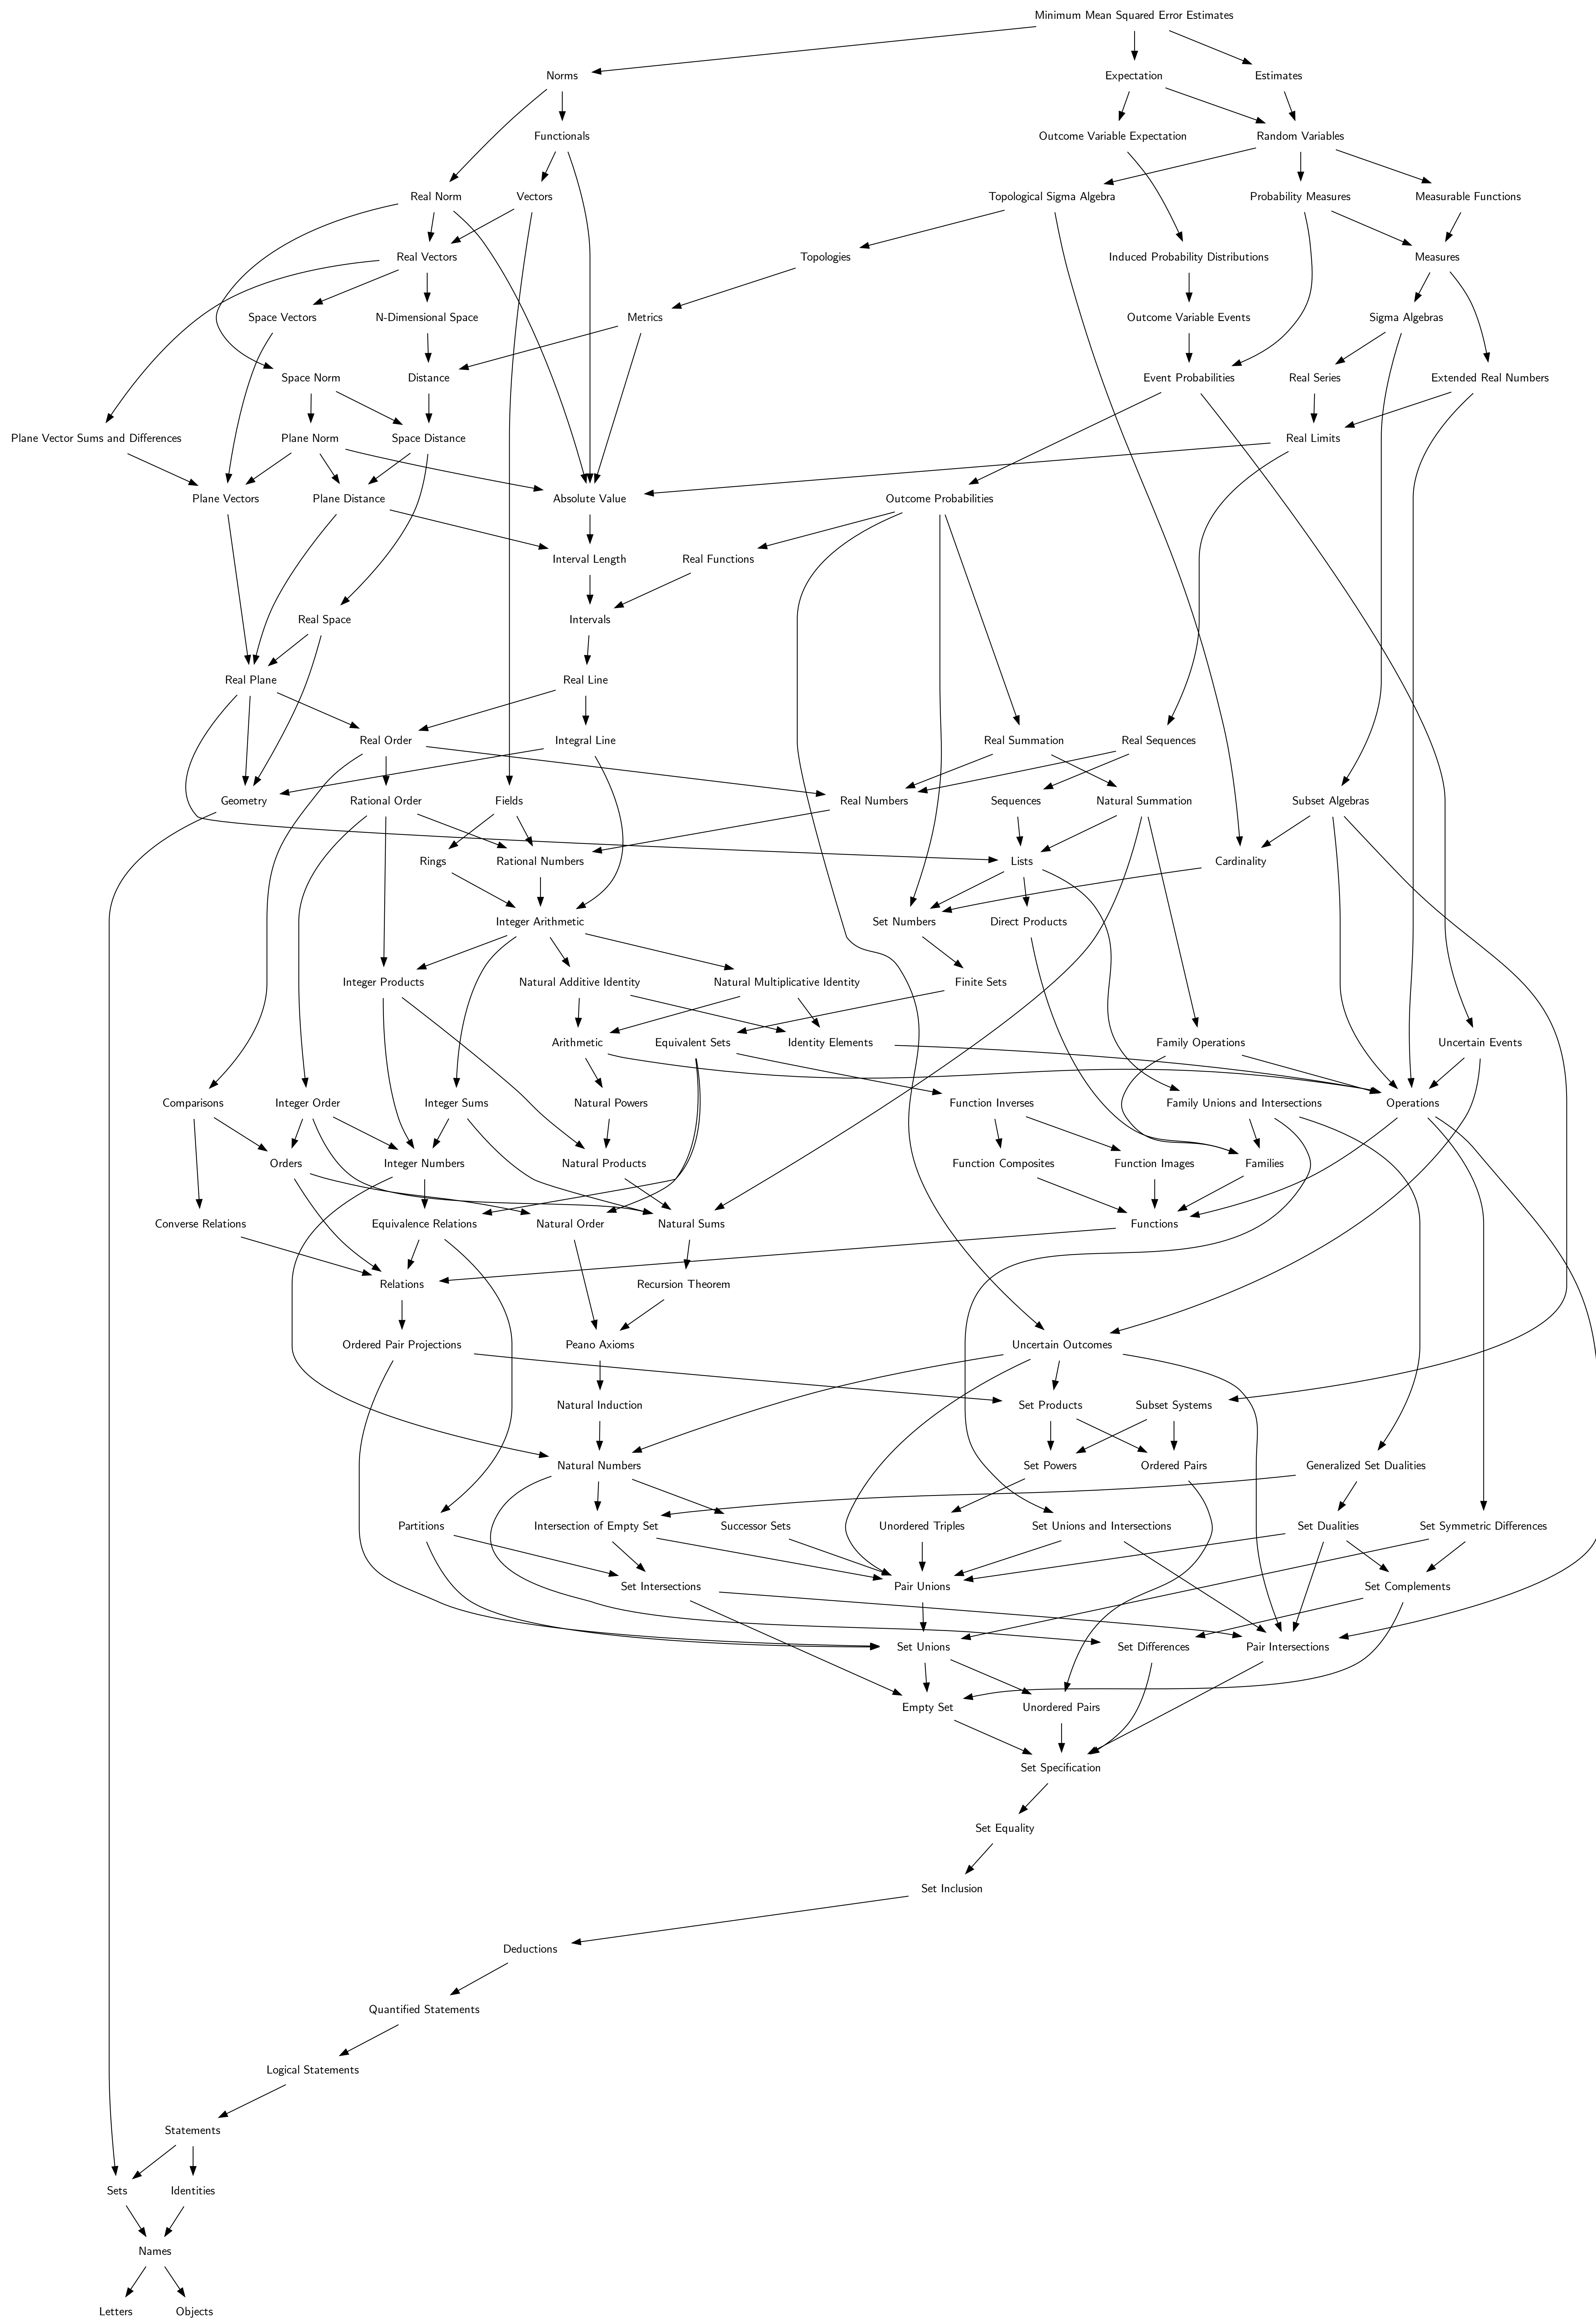 Minimum Mean Squared Error Estimates
Norms
Expectation
Estimates
Functionals
Outcome Variable Expectation
Random Variables
Real Norm
Vectors
Topological Sigma Algebra
Probability Measures
Measurable Functions
Real Vectors
Topologies
Induced Probability Distributions
Measures
Space Vectors
N-Dimensional Space
Metrics
Outcome Variable Events
Sigma Algebras
Space Norm
Distance
Event Probabilities
Real Series
Extended Real Numbers
Plane Vector Sums and Differences
Plane Norm
Space Distance
Real Limits
Plane Vectors
Plane Distance
Absolute Value
Outcome Probabilities
Interval Length
Real Functions
Real Space
Intervals
Real Plane
Real Line
Real Order
Integral Line
Real Summation
Real Sequences
Geometry
Rational Order
Fields
Real Numbers
Sequences
Natural Summation
Subset Algebras
Rings
Rational Numbers
Lists
Cardinality
Integer Arithmetic
Set Numbers
Direct Products
Integer Products
Natural Additive Identity
Natural Multiplicative Identity
Finite Sets
Arithmetic
Equivalent Sets
Identity Elements
Family Operations
Uncertain Events
Comparisons
Integer Order
Integer Sums
Natural Powers
Function Inverses
Family Unions and Intersections
Operations
Orders
Integer Numbers
Natural Products
Function Composites
Function Images
Families
Converse Relations
Equivalence Relations
Natural Order
Natural Sums
Functions
Relations
Recursion Theorem
Ordered Pair Projections
Peano Axioms
Uncertain Outcomes
Natural Induction
Set Products
Subset Systems
Natural Numbers
Set Powers
Ordered Pairs
Generalized Set Dualities
Partitions
Intersection of Empty Set
Successor Sets
Unordered Triples
Set Unions and Intersections
Set Dualities
Set Symmetric Differences
Set Intersections
Pair Unions
Set Complements
Set Unions
Set Differences
Pair Intersections
Empty Set
Unordered Pairs
Set Specification
Set Equality
Set Inclusion
Deductions
Quantified Statements
Logical Statements
Statements
Sets
Identities
Names
Letters
Objects